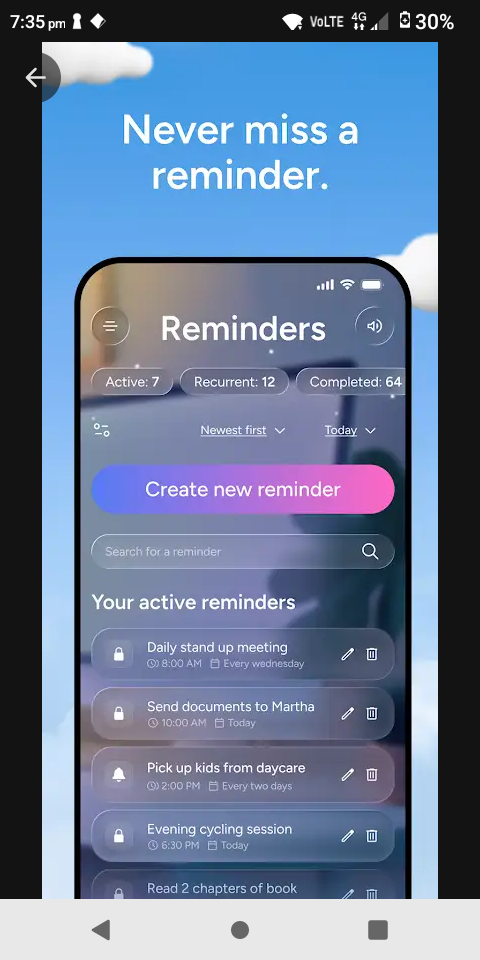 7:35 pm VoLTE 4G 30%
Never miss a
reminder.
Reminders
Active: 7 Recurrent: 12 Completed: 64
Newest first Today
Create new reminder
Search for a reminder
Your active reminders
Daily stand up meeting
8:00 AM Every wednesday
Send documents to Martha
10:00 AM Today
Pick up kids from daycare
2:00 PM Every two days
Evening cycling session
6:30 PM Today
Read 2 chapters of book